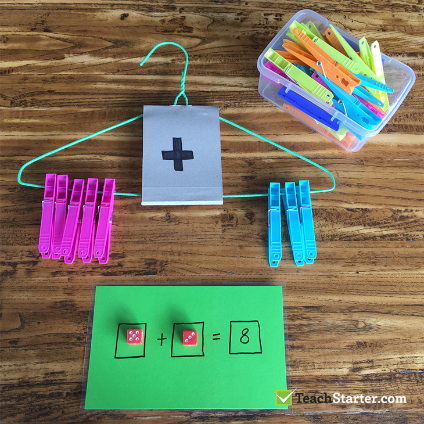 +
+ = 8
TeachStarter.com